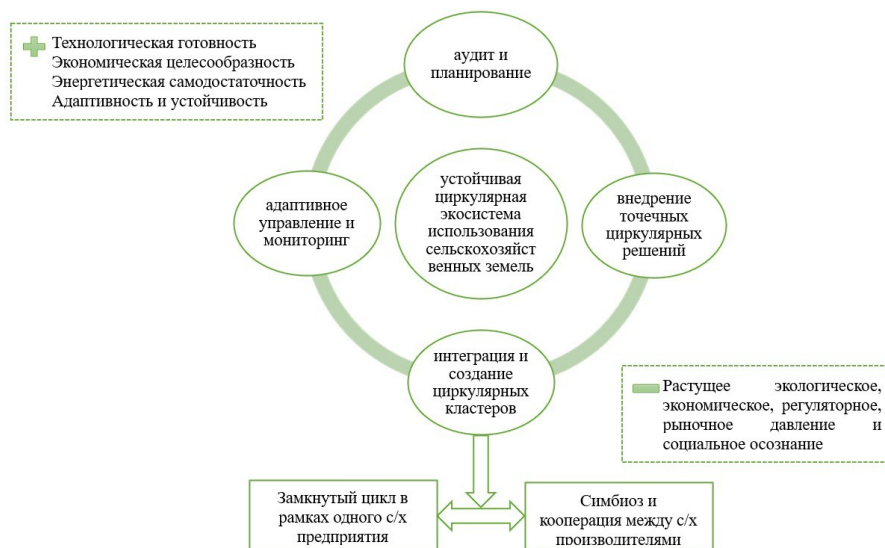 Технологическая готовность
Экономическая целесообразность
Энергетическая самодостаточность
Адаптивность и устойчивость
аудит и
планирование
адаптивное
управление и
мониторинг
устойчивая
циркулярная
экосистема
использования
сельскохозяйст
венных земель
внедрение
точечных
циркулярных
решений
интеграция и
создание
циркулярных
кластеров
Растущее экологическое,
экономическое, регуляторное,
рыночное давление и
социальное осознание
Замкнутый цикл в
рамках одного с/х
предприятия
Симбиоз и
кооперация между с/х
производителями